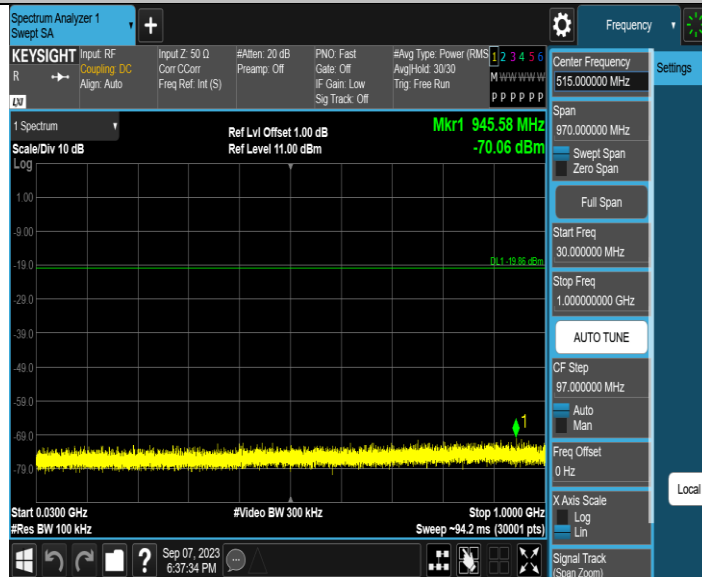 Spectrum Analyzer 1
Swept SA
+
Frequency
KEYSIGHT
R
LXI
Input: RF
Coupling: DC
Align: Auto
Input Z: 50 Ω
Corr CCorr
Freq Ref: Int (S)
#Atten: 20 dB
Preamp: Off
PNO: Fast
Gate: Off
IF Gain: Low
Sig Track: Off
#Avg Type: Power (RMS
Avg|Hold: 30/30
Trig: Free Run
1 2 3 4 5 6
M W W W W W
P P P P P P
1 Spectrum
Scale/Div 10 dB
Log
Ref Lvl Offset 1.00 dB
Ref Level 11.00 dBm
Mkr1 945.58 MHz
-70.06 dBm
1.00
-9.00
-19.0
-29.0
-39.0
-49.0
-59.0
-69.0
-79.0
DL1 -19.86 dBm
1
Start 0.0300 GHz
#Res BW 100 kHz
#Video BW 300 kHz
Stop 1.0000 GHz
Sweep ~94.2 ms (30001 pts)
?
Sep 07, 2023
6:37:34 PM
Center Frequency
515.000000 MHz
Span
970.000000 MHz
Swept Span
Zero Span
Full Span
Start Freq
30.000000 MHz
Stop Freq
1.000000000 GHz
AUTO TUNE
CF Step
97.000000 MHz
Auto
Man
Freq Offset
0 Hz
X Axis Scale
Log
Lin
Signal Track
(Span Zoom)
Settings
Local